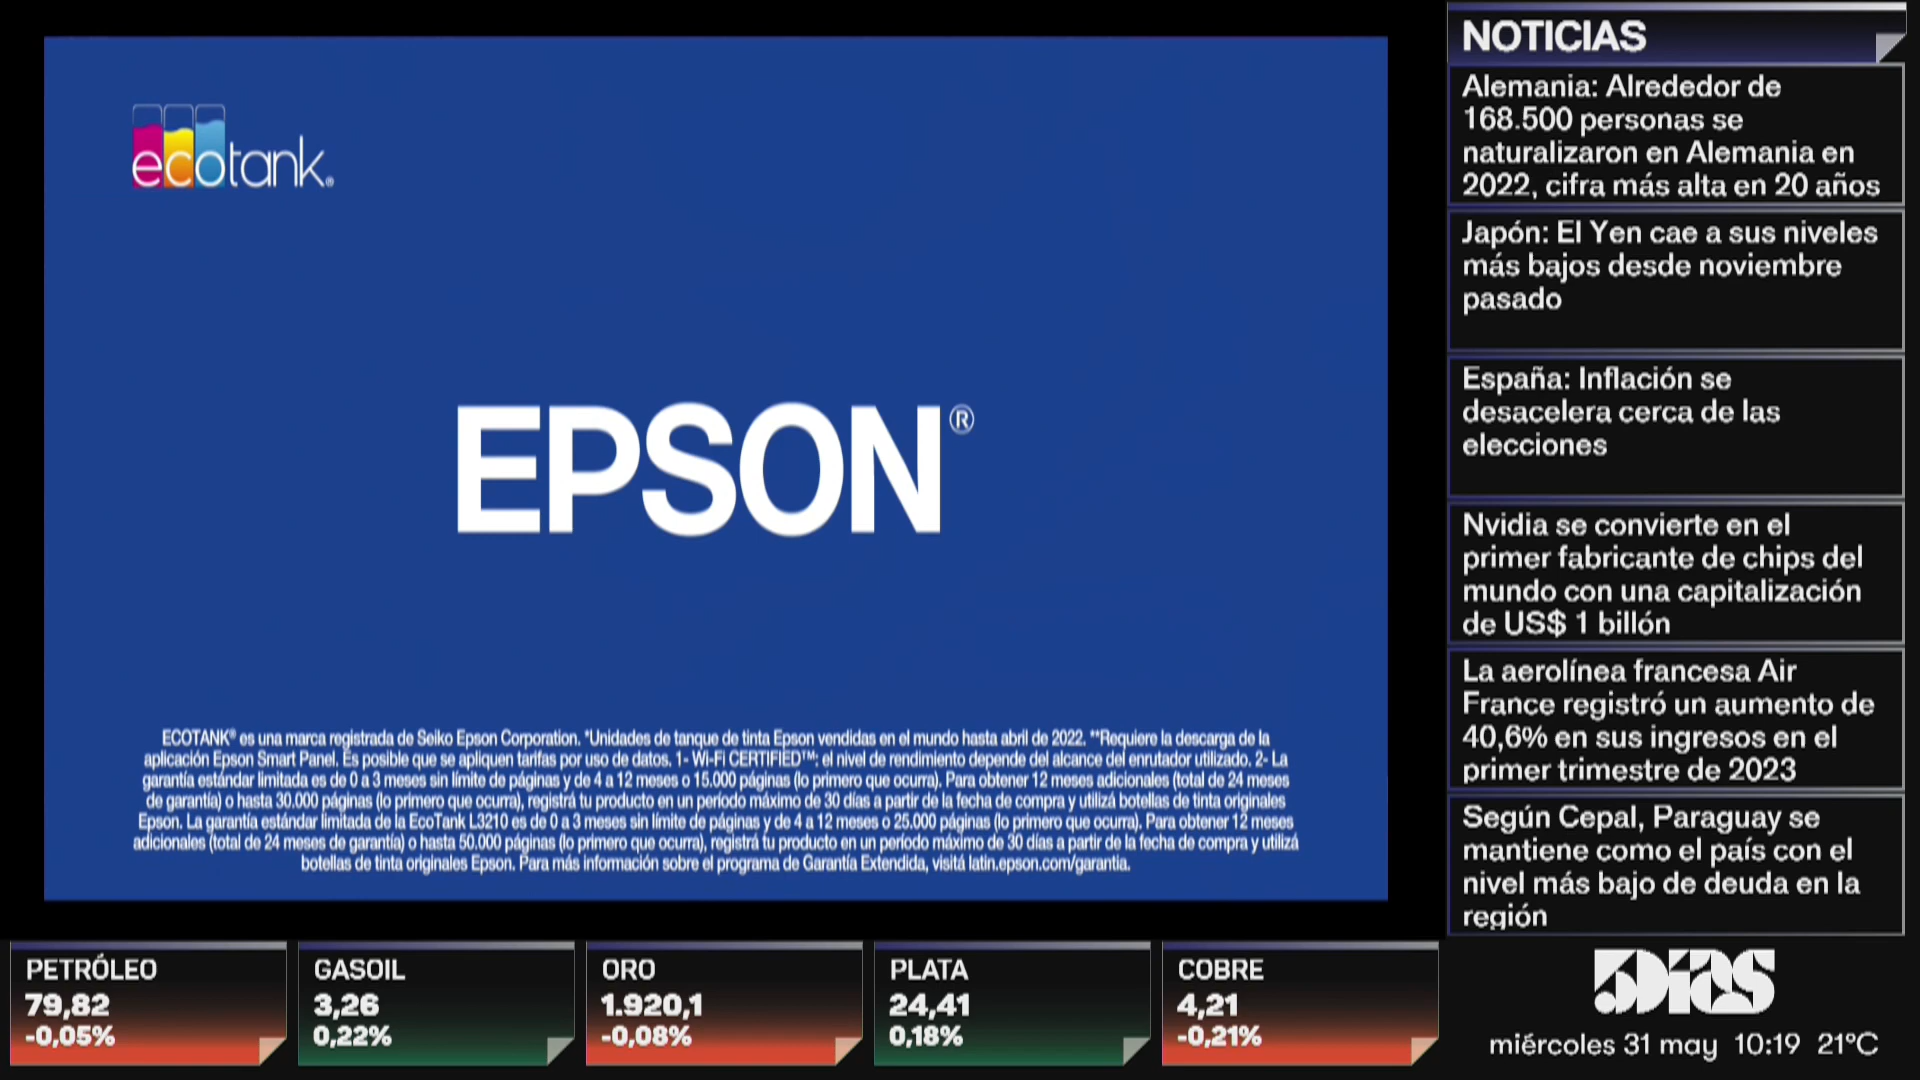 ecotank®
EPSON®
ECOTANK® es una marca registrada de Seiko Epson Corporation. *Unidades de tanque de tinta Epson vendidas en el mundo hasta abril de 2022. **Requiere la descarga de la
aplicación Epson Smart Panel. Es posible que se apliquen tarifas por uso de datos. 1- Wi-Fi CERTIFIED™: el nivel de rendimiento depende del alcance del enrutador utilizado. 2- La
garantía estándar limitada es de 0 a 3 meses sin límite de páginas y de 4 a 12 meses o 15.000 páginas (lo primero que ocurra). Para obtener 12 meses adicionales (total de 24 meses
de garantía) o hasta 30.000 páginas (lo primero que ocurra), registrá tu producto en un período máximo de 30 días a partir de la fecha de compra y utilizá botellas de tinta originales
Epson. La garantía estándar limitada de la EcoTank L3210 es de 0 a 3 meses sin límite de páginas y de 4 a 12 meses o 25.000 páginas (lo primero que ocurra). Para obtener 12 meses
adicionales (total de 24 meses de garantía) o hasta 50.000 páginas (lo primero que ocurra), registrá tu producto en un período máximo de 30 días a partir de la fecha de compra y utilizá
botellas de tinta originales Epson. Para más información sobre el programa de Garantía Extendida, visitá latin.epson.com/garantia.
NOTICIAS
Alemania: Alrededor de
168.500 personas se
naturalizaron en Alemania en
2022, cifra más alta en 20 años
Japón: El Yen cae a sus niveles
más bajos desde noviembre
pasado
España: Inflación se
desacelera cerca de las
elecciones
Nvidia se convierte en el
primer fabricante de chips del
mundo con una capitalización
de US$ 1 billón
La aerolínea francesa Air
France registró un aumento de
40,6% en sus ingresos en el
primer trimestre de 2023
Según Cepal, Paraguay se
mantiene como el país con el
nivel más bajo de deuda en la
región
PETRÓLEO
79,82
-0,05%
GASOIL
3,26
0,22%
ORO
1.920,1
-0,08%
PLATA
24,41
0,18%
COBRE
4,21
-0,21%
5Días
miércoles 31 may 10:19 21°C